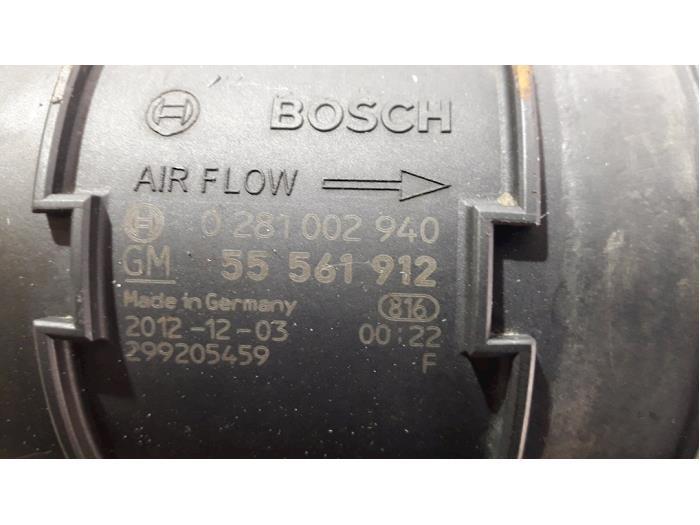 BOSCH
AIR FLOW
0 281 002 940
GM 55 561 912
Made in Germany 816
2012-12-03 00:22
299205459 F